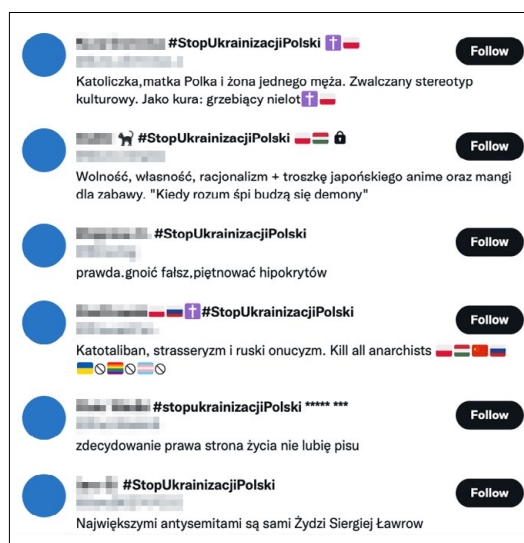 #StopUkrainizacjiPolski ✝️🇵🇱
Follow
Katoliczka,matka Polka i żona jednego męża. Zwalczany stereotyp
kulturowy. Jako kura: grzebiący nielot✝️🇵🇱
🐈‍⬛ #StopUkrainizacjiPolski 🇵🇱🇭🇺 🔒
Follow
Wolność, własność, racjonalizm + troszkę japońskiego anime oraz mangi
dla zabawy. "Kiedy rozum śpi budzą się demony"
#StopUkrainizacjiPolski
Follow
prawda.gnoić fałsz,piętnować hipokrytów
🇵🇱🇷🇺✝️#StopUkrainizacjiPolski
Follow
Katotaliban, strasseryzm i ruski onucyzm. Kill all anarchists 🇵🇱🇭🇺🇨🇳🇷🇺
🇺🇦🚫🏳️‍🌈🚫🏳️‍⚧️🚫
#stopukrainizacjipolski ***** ***
Follow
zdecydowanie prawa strona życia nie lubię pisu
#StopUkrainizacjiPolski
Follow
Największymi antysemitami są sami Żydzi Siergiej Ławrow